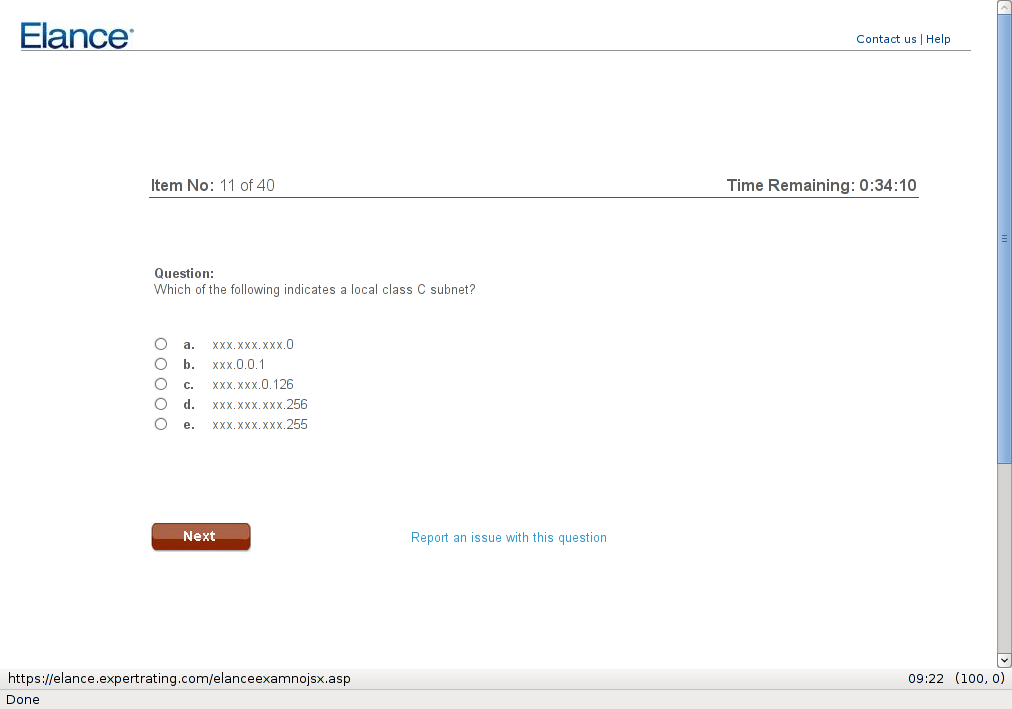 Elance
Contact us | Help
Item No: 11 of 40
Time Remaining: 0:34:10
Question:
Which of the following indicates a local class C subnet?
a. xxx.xxx.xxx.0
b. xxx.0.0.1
c. xxx.xxx.0.126
d. xxx.xxx.xxx.256
e. xxx.xxx.xxx.255
Next
Report an issue with this question
https://elance.expertrating.com/elanceexamnojsx.asp
09:22 (100, 0)
Done